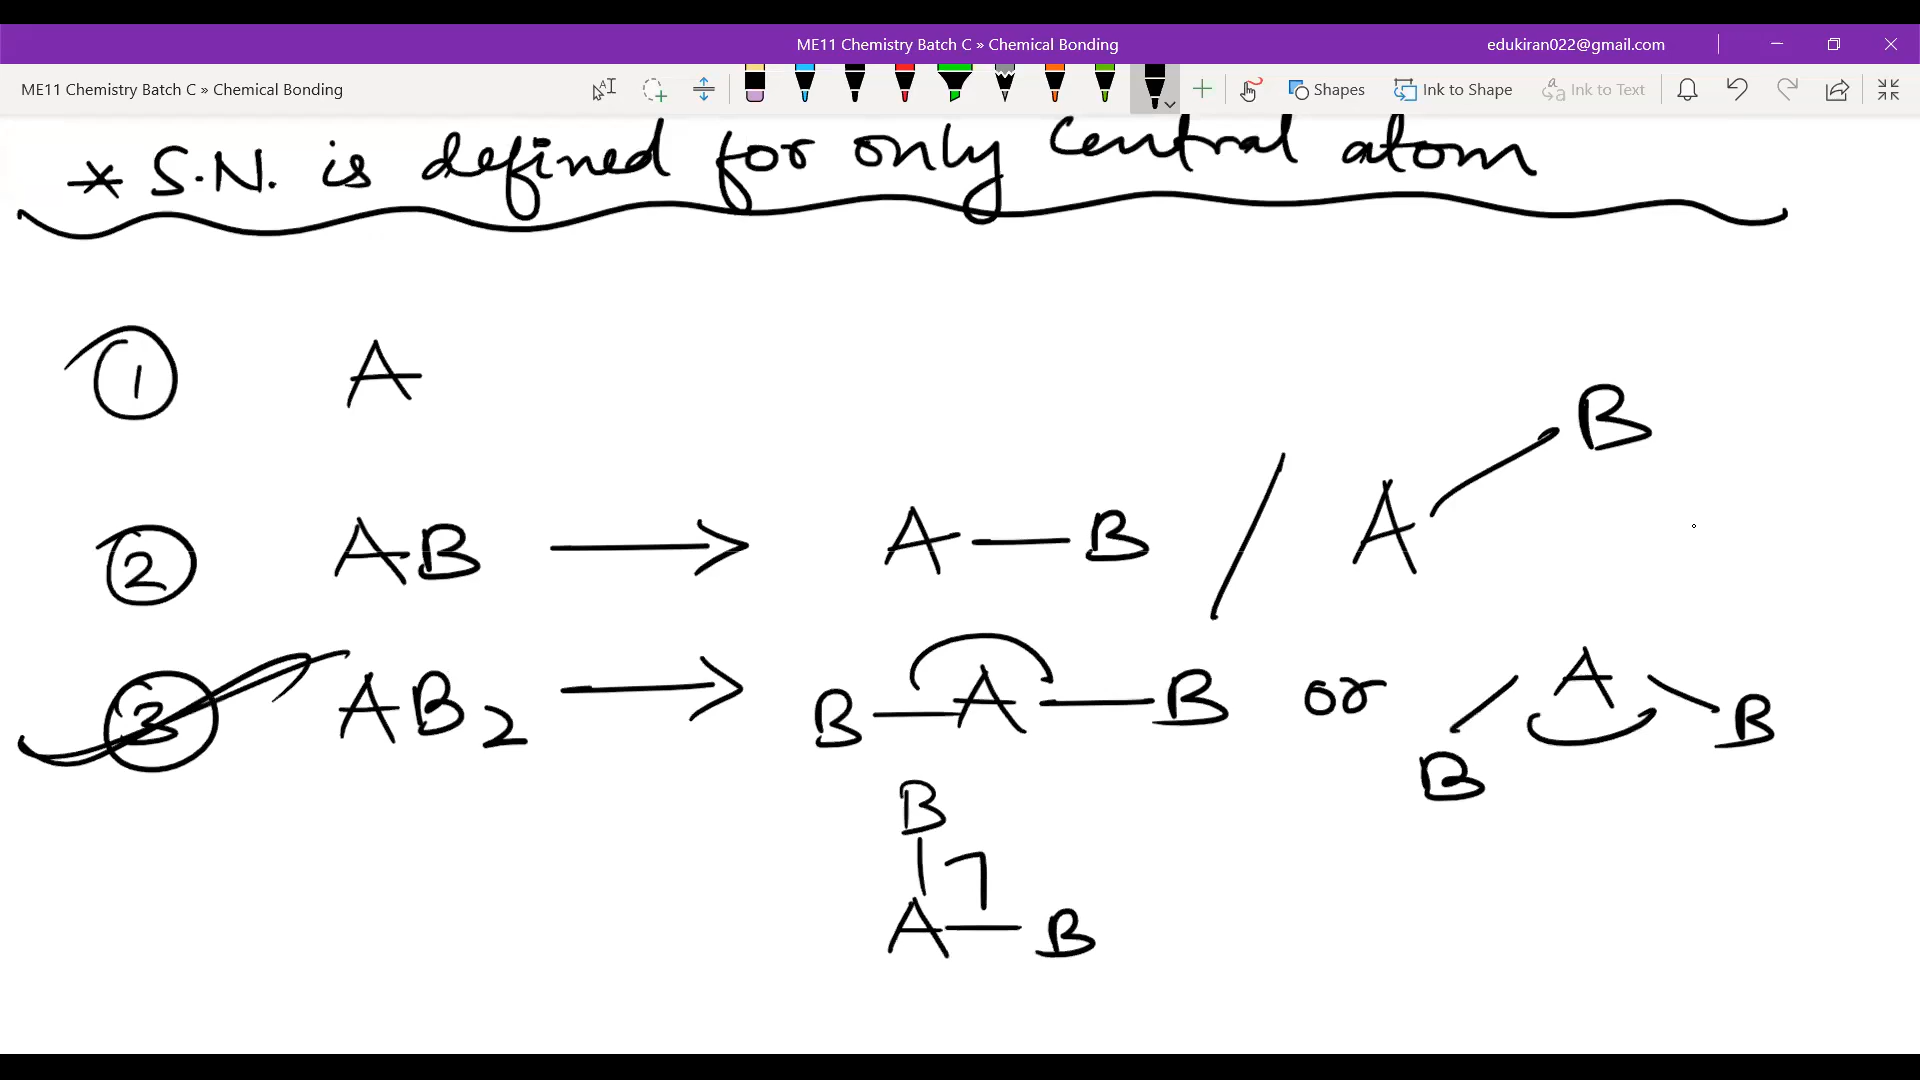 ME11 Chemistry Batch C » Chemical Bonding
edukiran022@gmail.com
ME11 Chemistry Batch C » Chemical Bonding
Shapes
Ink to Shape
Ink to Text
* S.N. is defined for only central atom
1 A
2 AB → A — B / A — B
3 AB2 → B — A — B or B A B
B
A — B